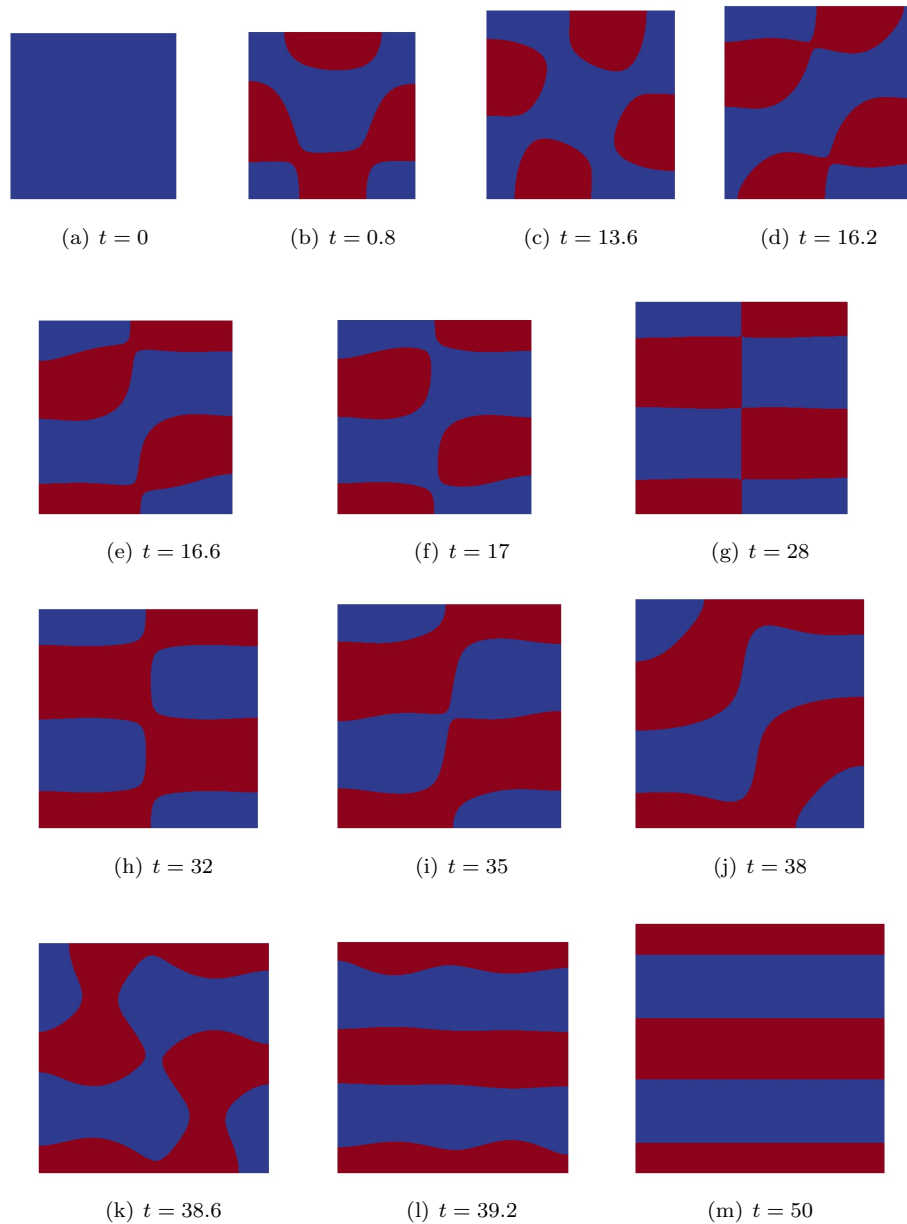 (a) t = 0
(b) t = 0.8
(c) t = 13.6
(d) t = 16.2
(e) t = 16.6
(f) t = 17
(g) t = 28
(h) t = 32
(i) t = 35
(j) t = 38
(k) t = 38.6
(l) t = 39.2
(m) t = 50